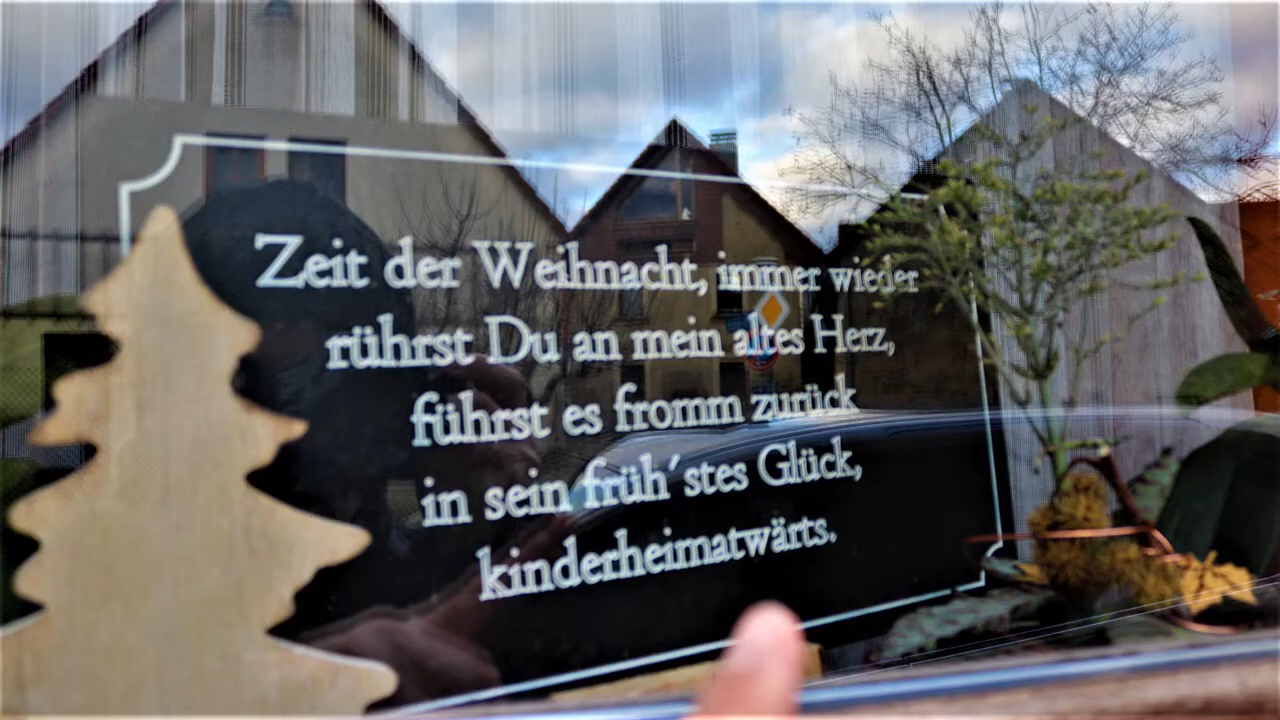 Zeit der Weihnacht, immer wieder
rührst Du an mein altes Herz,
führst es fromm zurück
in sein früh´stes Glück,
kinderheimatwärts.